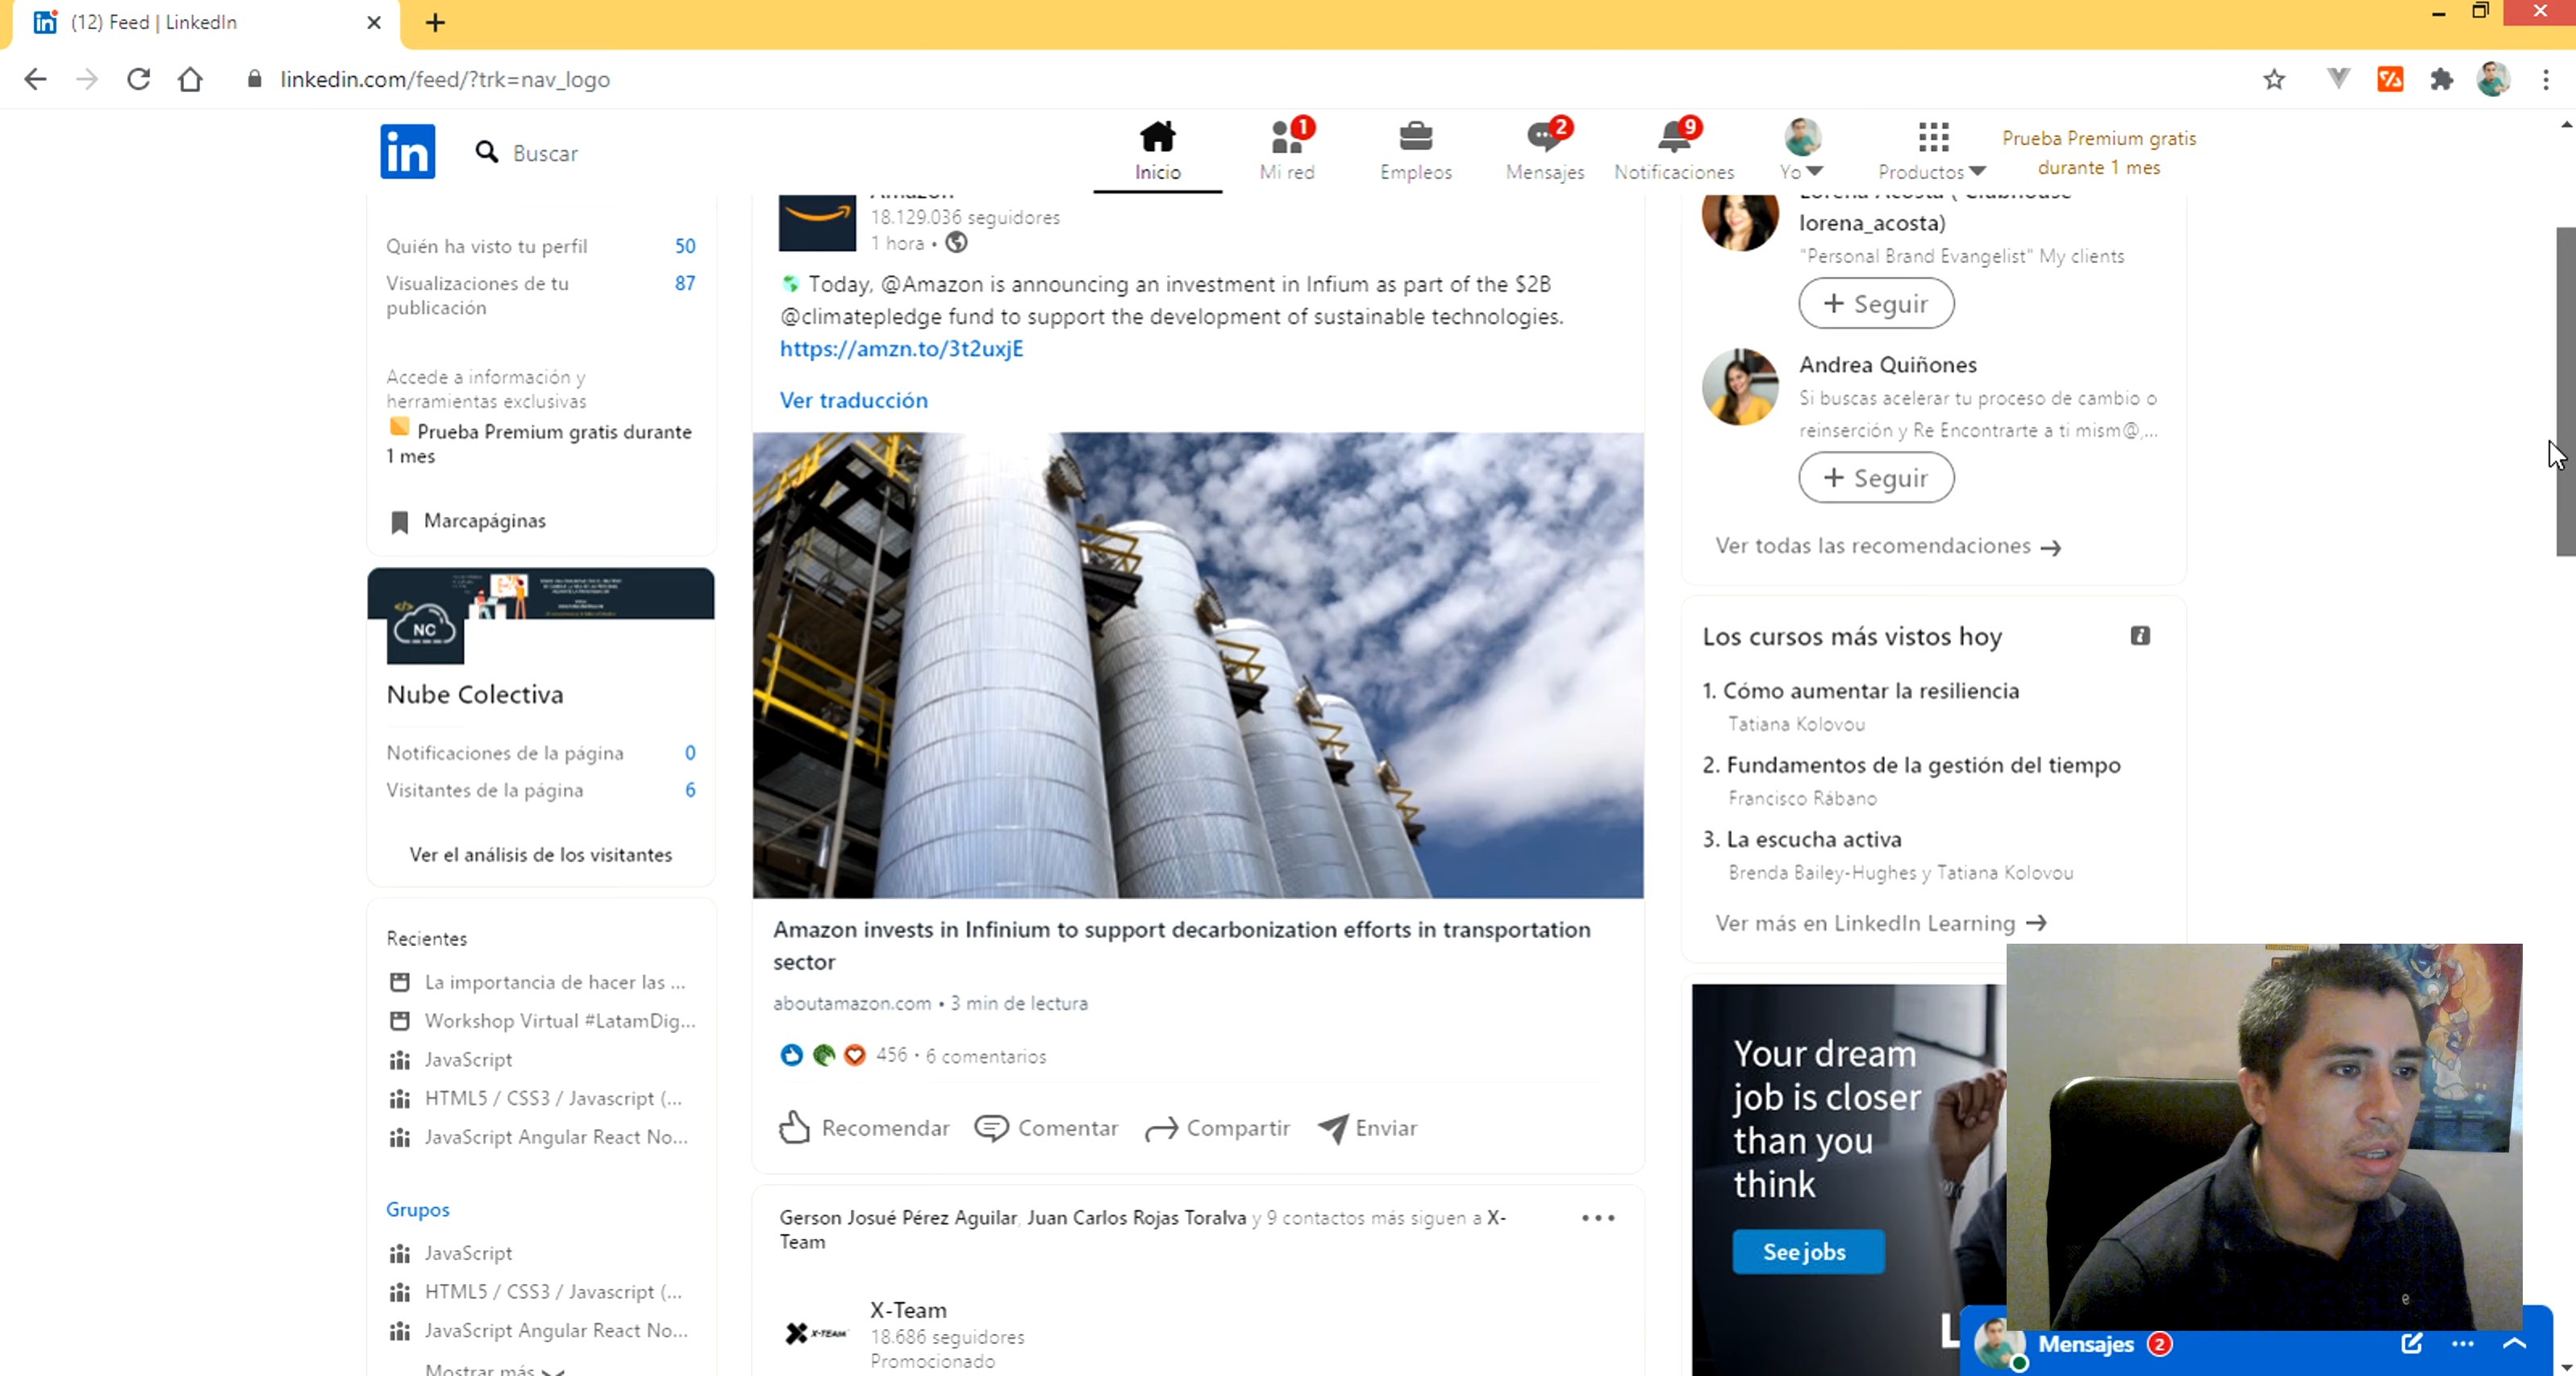 (12) Feed | LinkedIn
linkedin.com/feed/?trk=nav_logo
in
Buscar
Inicio
1
Mi red
Empleos
2
Mensajes
9
Notificaciones
Yo
Productos
Prueba Premium gratis
durante 1 mes
Quién ha visto tu perfil 50
Visualizaciones de tu 87
publicación
Accede a información y
herramientas exclusivas
Prueba Premium gratis durante
1 mes
Marcapáginas
NC
Nube Colectiva
Notificaciones de la página 0
Visitantes de la página 6
Ver el análisis de los visitantes
Recientes
La importancia de hacer las ...
Workshop Virtual #LatamDig...
JavaScript
HTML5 / CSS3 / Javascript (...
JavaScript Angular React No...
Grupos
JavaScript
HTML5 / CSS3 / Javascript (...
JavaScript Angular React No...
Mostrar más
Amazon
18.129.036 seguidores
1 hora •
Today, @Amazon is announcing an investment in Infium as part of the $2B
@climatepledge fund to support the development of sustainable technologies.
https://amzn.to/3t2uxjE
Ver traducción
Amazon invests in Infinium to support decarbonization efforts in transportation
sector
aboutamazon.com • 3 min de lectura
456 • 6 comentarios
Recomendar Comentar Compartir Enviar
Gerson Josué Pérez Aguilar, Juan Carlos Rojas Toralva y 9 contactos más siguen a X-
Team
X-TEAM
X-Team
18.686 seguidores
Promocionado
Lorena Acosta ( Clubhouse
lorena_acosta)
"Personal Brand Evangelist" My clients
+ Seguir
Andrea Quiñones
Si buscas acelerar tu proceso de cambio o
reinserción y Re Encontrarte a ti mism@,...
+ Seguir
Ver todas las recomendaciones →
Los cursos más vistos hoy
1. Cómo aumentar la resiliencia
Tatiana Kolovou
2. Fundamentos de la gestión del tiempo
Francisco Rábano
3. La escucha activa
Brenda Bailey-Hughes y Tatiana Kolovou
Ver más en LinkedIn Learning →
Your dream
job is closer
than you
think
See jobs
L
Mensajes 2